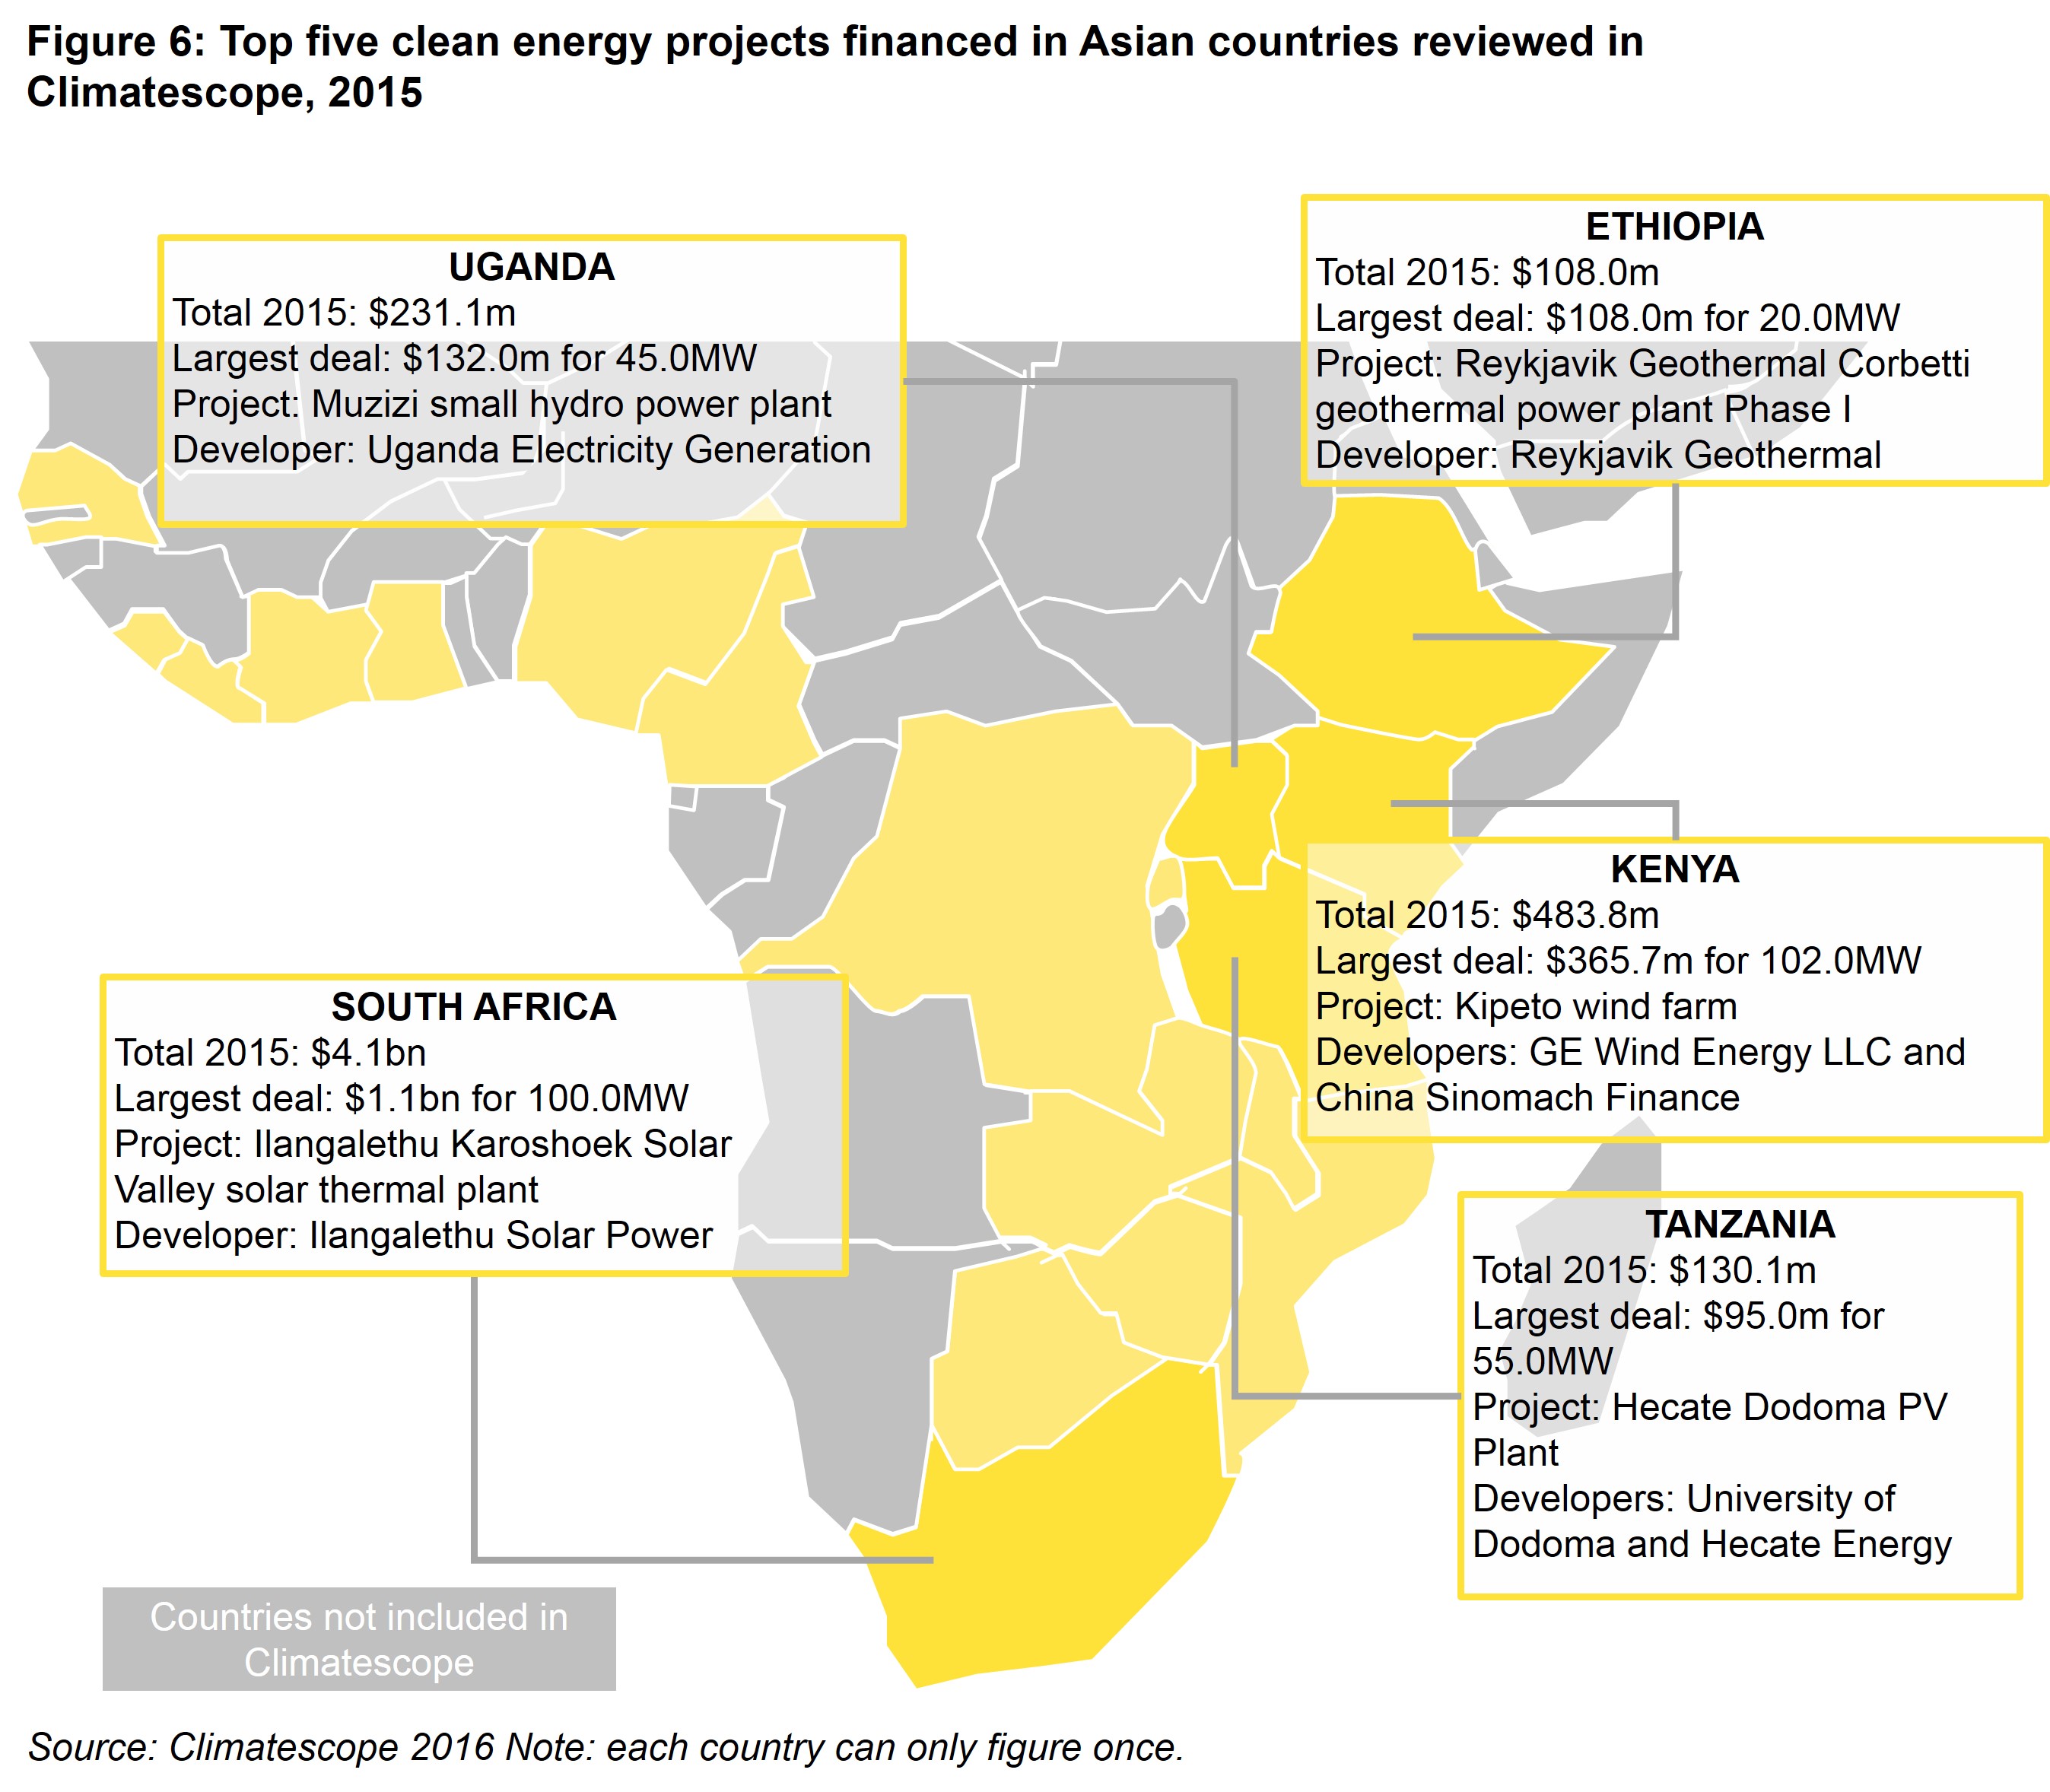 Figure 6: Top five clean energy projects financed in Asian countries reviewed in
Climatescope, 2015
UGANDA
Total 2015: $231.1m
Largest deal: $132.0m for 45.0MW
Project: Muzizi small hydro power plant
Developer: Uganda Electricity Generation
ETHIOPIA
Total 2015: $108.0m
Largest deal: $108.0m for 20.0MW
Project: Reykjavik Geothermal Corbetti
geothermal power plant Phase I
Developer: Reykjavik Geothermal
KENYA
Total 2015: $483.8m
Largest deal: $365.7m for 102.0MW
Project: Kipeto wind farm
Developers: GE Wind Energy LLC and
China Sinomach Finance
SOUTH AFRICA
Total 2015: $4.1bn
Largest deal: $1.1bn for 100.0MW
Project: Ilangalethu Karoshoek Solar
Valley solar thermal plant
Developer: Ilangalethu Solar Power
TANZANIA
Total 2015: $130.1m
Largest deal: $95.0m for
55.0MW
Project: Hecate Dodoma PV
Plant
Developers: University of
Dodoma and Hecate Energy
Countries not included in
Climatescope
Source: Climatescope 2016 Note: each country can only figure once.